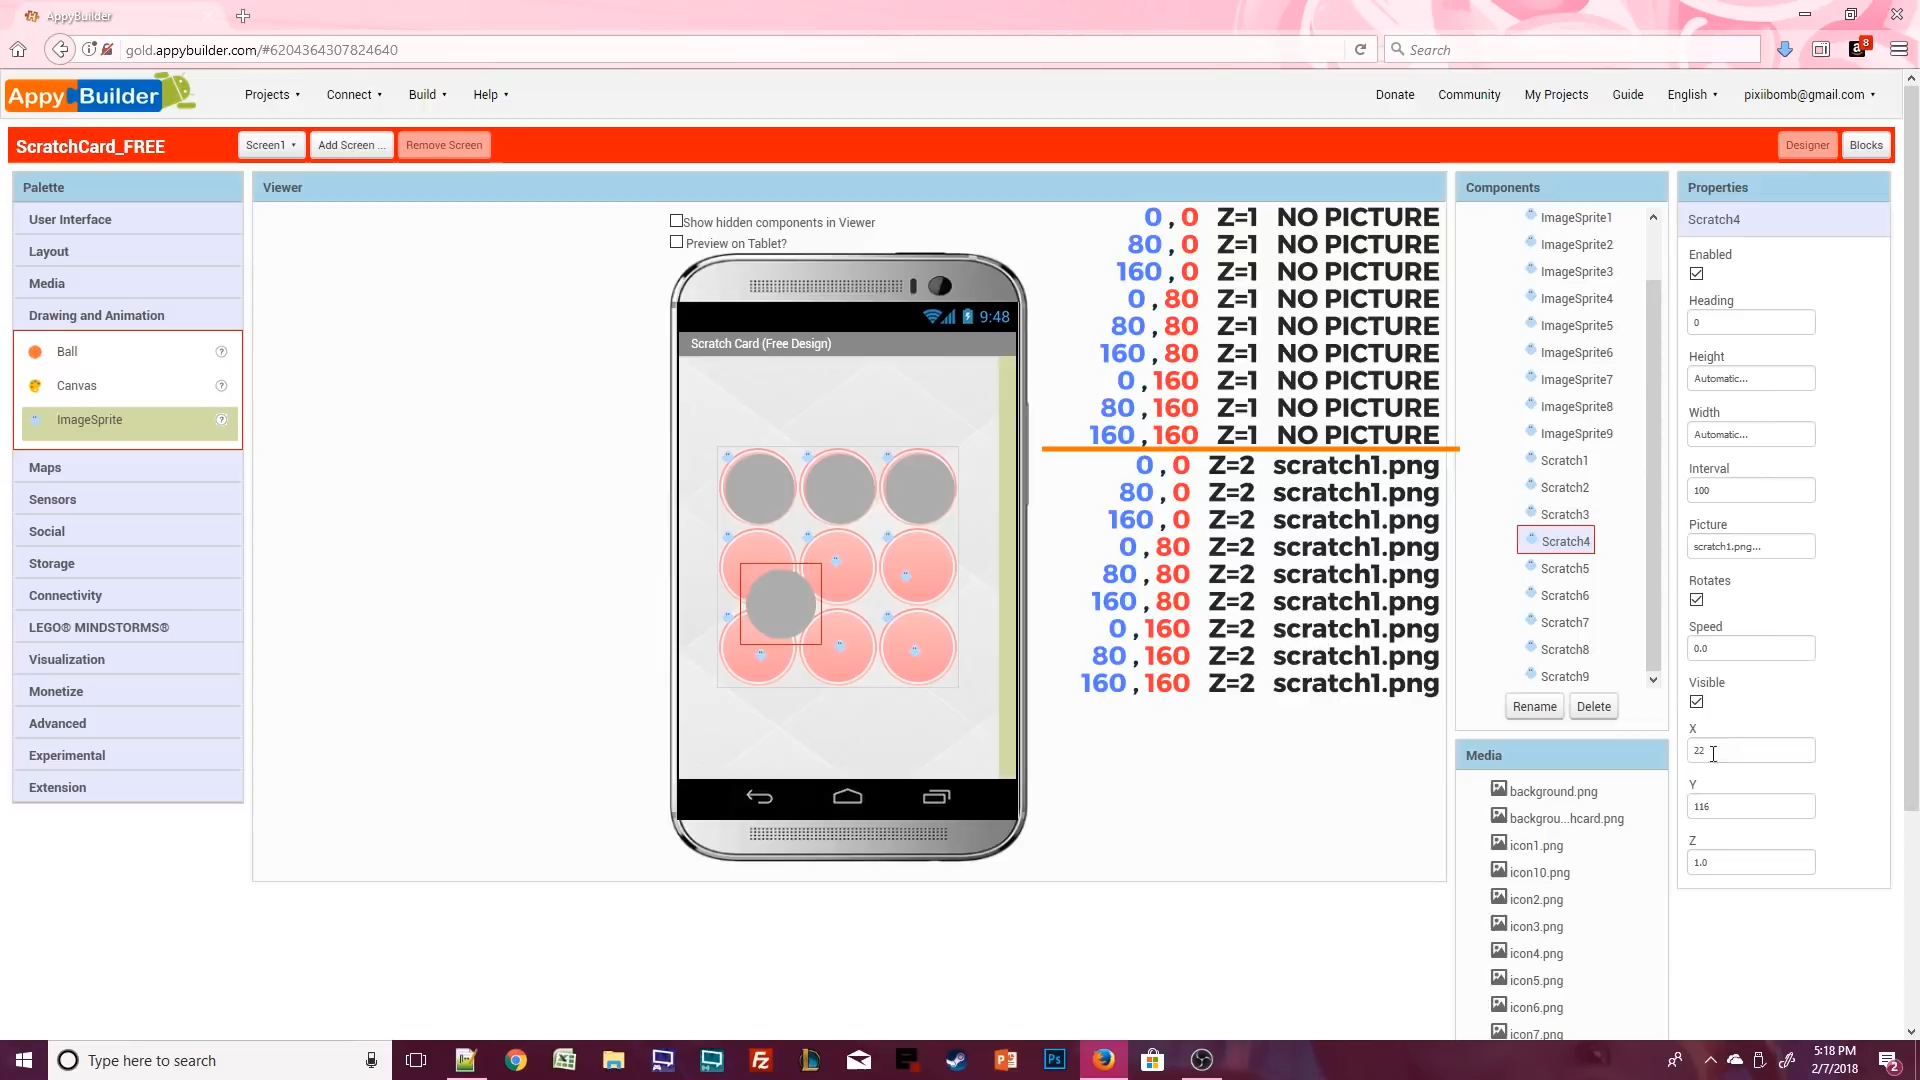 AppyBuilder
gold.appybuilder.com/#6204364307824640
Search
8
Appy Builder
Projects
Connect
Build
Help
Donate
Community
My Projects
Guide
English
pixiibomb@gmail.com
ScratchCard_FREE
Screen1
Add Screen ...
Remove Screen
Designer
Blocks
Palette
User Interface
Layout
Media
Drawing and Animation
Ball
Canvas
ImageSprite
Maps
Sensors
Social
Storage
Connectivity
LEGO® MINDSTORMS®
Visualization
Monetize
Advanced
Experimental
Extension
Viewer
Show hidden components in Viewer
Preview on Tablet?
9:48
Scratch Card (Free Design)
0,0 Z=1 NO PICTURE
80,0 Z=1 NO PICTURE
160,0 Z=1 NO PICTURE
0,80 Z=1 NO PICTURE
80,80 Z=1 NO PICTURE
160,80 Z=1 NO PICTURE
0,160 Z=1 NO PICTURE
80,160 Z=1 NO PICTURE
160,160 Z=1 NO PICTURE
0,0 Z=2 scratch1.png
80,0 Z=2 scratch1.png
160,0 Z=2 scratch1.png
0,80 Z=2 scratch1.png
80,80 Z=2 scratch1.png
160,80 Z=2 scratch1.png
0,160 Z=2 scratch1.png
80,160 Z=2 scratch1.png
160,160 Z=2 scratch1.png
Components
ImageSprite1
ImageSprite2
ImageSprite3
ImageSprite4
ImageSprite5
ImageSprite6
ImageSprite7
ImageSprite8
ImageSprite9
Scratch1
Scratch2
Scratch3
Scratch4
Scratch5
Scratch6
Scratch7
Scratch8
Scratch9
Rename
Delete
Media
background.png
backgrou...hcard.png
icon1.png
icon10.png
icon2.png
icon3.png
icon4.png
icon5.png
icon6.png
icon7.png
Properties
Scratch4
Enabled
Heading
0
Height
Automatic...
Width
Automatic...
Interval
100
Picture
scratch1.png...
Rotates
Speed
0.0
Visible
X
22
Y
116
Z
1.0
Type here to search
5:18 PM
2/7/2018
2